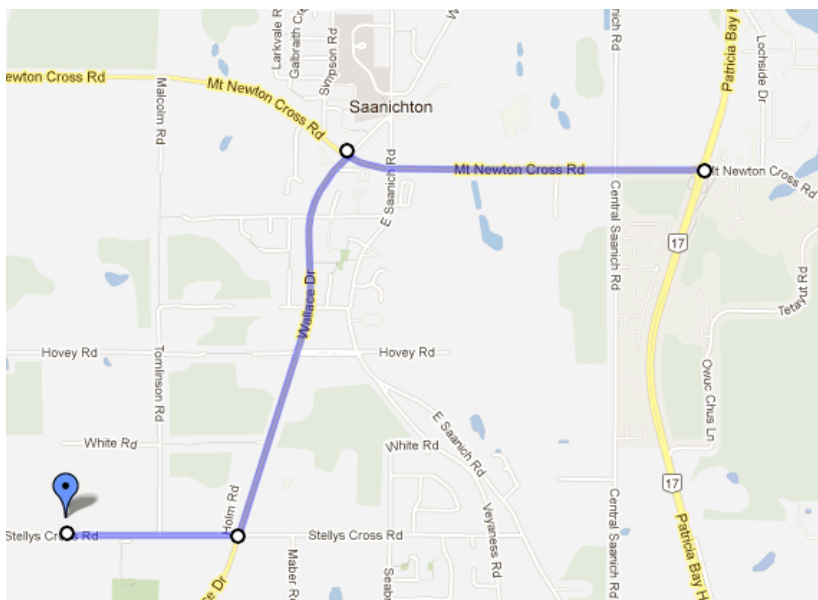 Larkvale Rd
Galbraith Cre
Simpson Rd
Saanich Rd
Patricia Bay H
Lochside Dr
ewton Cross Rd
Malcolm Rd
Mt Newton Cross Rd
Saanichton
Mt Newton Cross Rd
Mt Newton Cross Rd
E Saanich Rd
Central Saanich Rd
17
Tetayut Rd
Wallace Dr
Hovey Rd
Hovey Rd
Tomlinson Rd
Owuc Chus Ln
E Saanich Rd
White Rd
White Rd
17
Holm Rd
Stellys Cross Rd
Stellys Cross Rd
Veyaness Rd
Central Saanich Rd
Patricia Bay H
Maber Rd
Seab
ce Dr